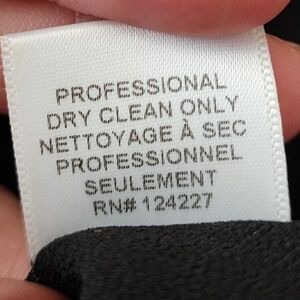 PROFESSIONAL
DRY CLEAN ONLY
NETTOYAGE À SEC
PROFESSIONNEL
SEULEMENT
RN# 124227